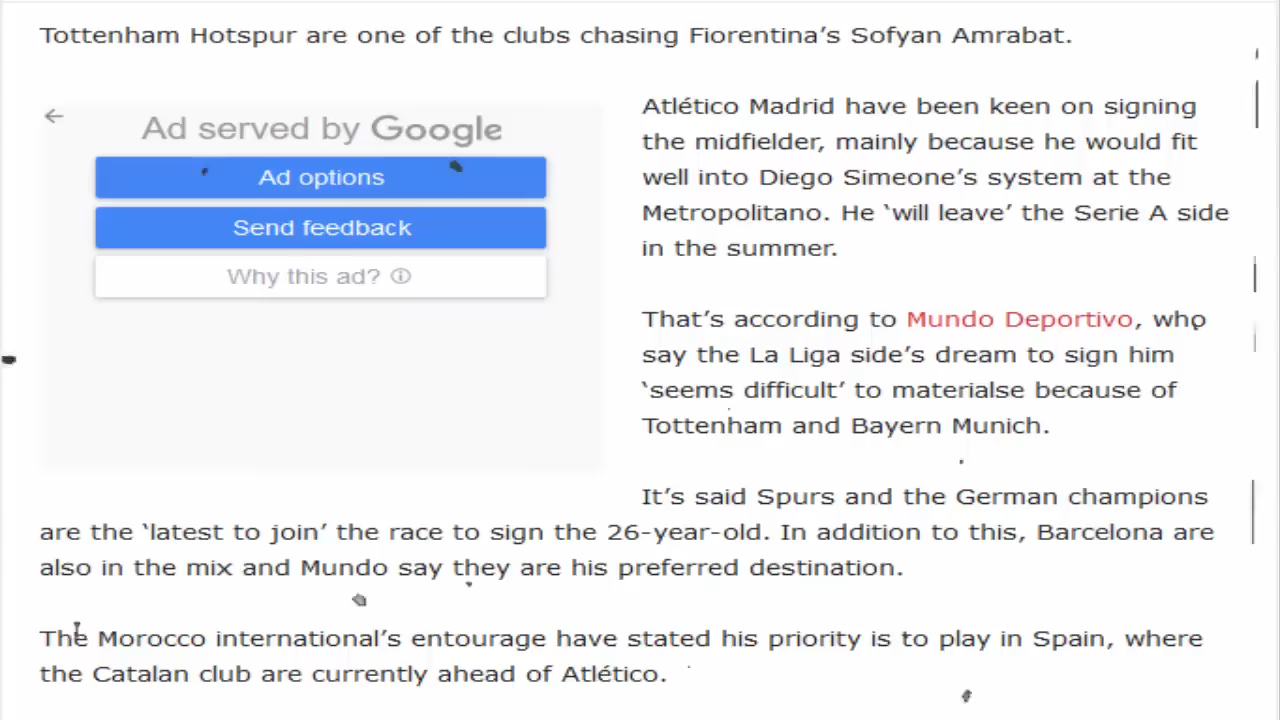 Tottenham Hotspur are one of the clubs chasing Fiorentina’s Sofyan Amrabat.
Ad served by Google
Ad options
Send feedback
Why this ad?
Atlético Madrid have been keen on signing
the midfielder, mainly because he would fit
well into Diego Simeone’s system at the
Metropolitano. He ‘will leave’ the Serie A side
in the summer.
That’s according to Mundo Deportivo, who
say the La Liga side’s dream to sign him
‘seems difficult’ to materialse because of
Tottenham and Bayern Munich.
It’s said Spurs and the German champions
are the ‘latest to join’ the race to sign the 26-year-old. In addition to this, Barcelona are
also in the mix and Mundo say they are his preferred destination.
The Morocco international’s entourage have stated his priority is to play in Spain, where
the Catalan club are currently ahead of Atlético.